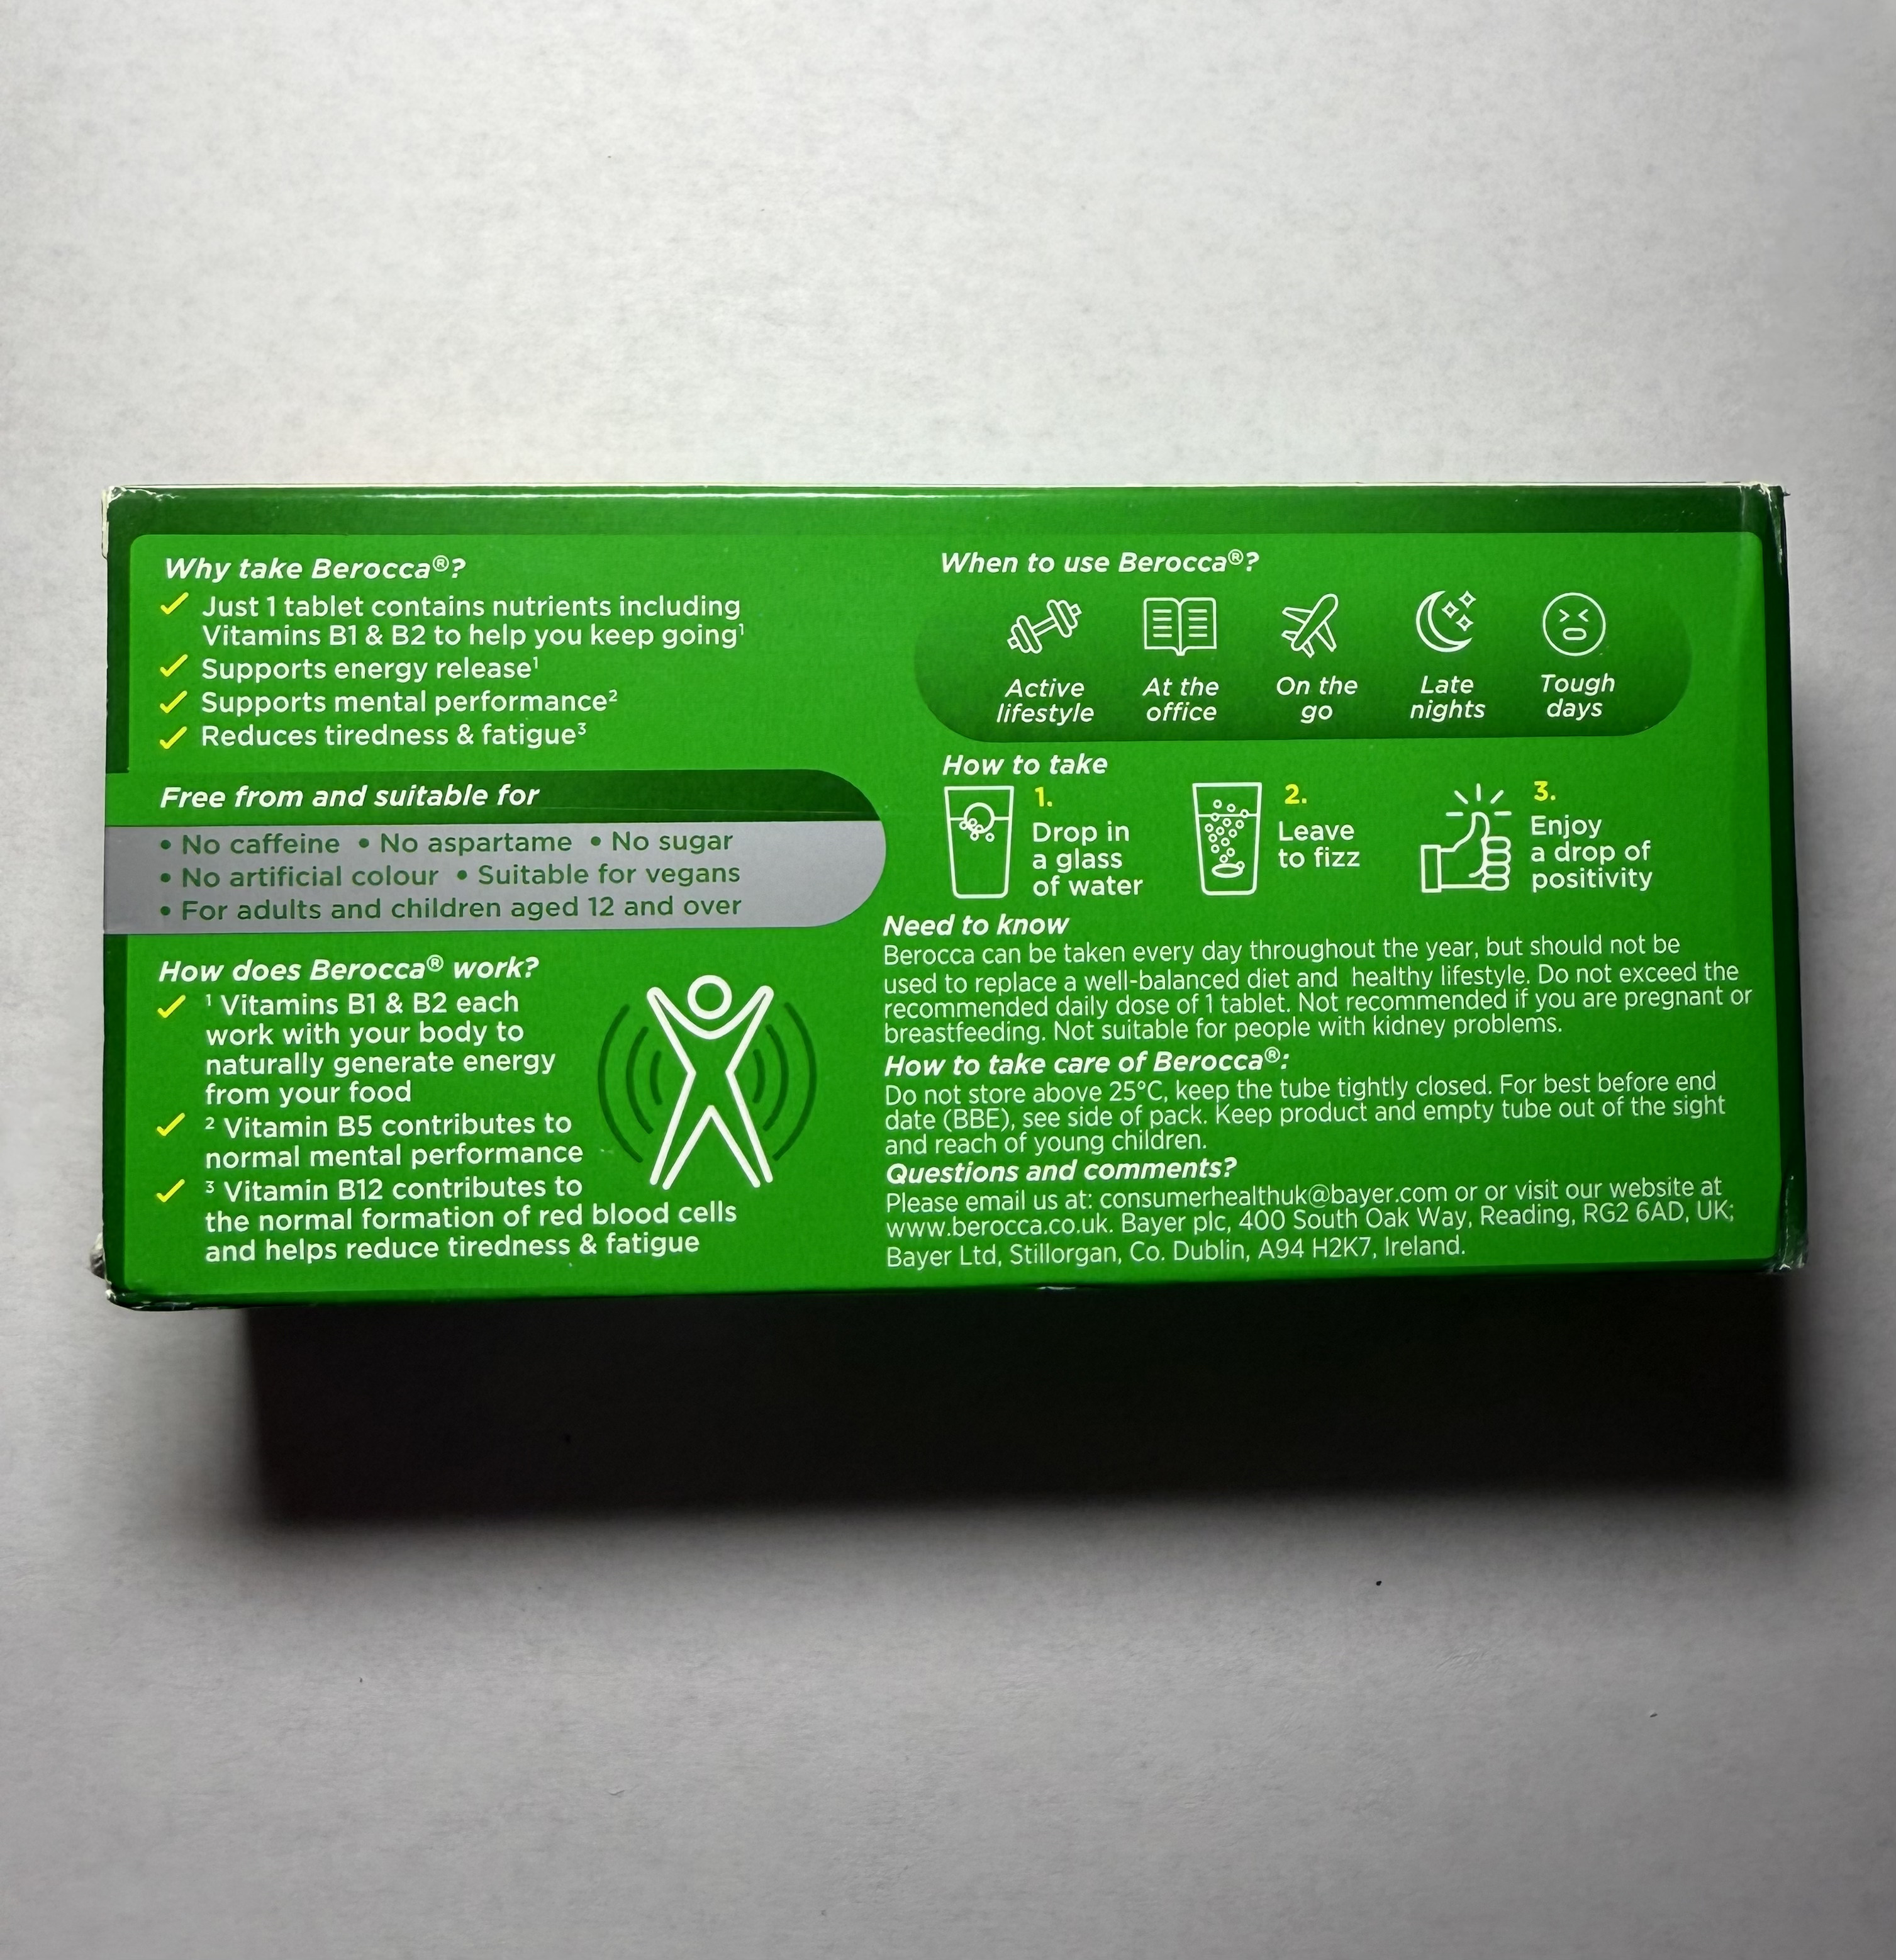 Why take Berocca®?
Just 1 tablet contains nutrients including
Vitamins B1 & B2 to help you keep going¹
Supports energy release¹
Supports mental performance²
Reduces tiredness & fatigue³
Free from and suitable for
• No caffeine • No aspartame • No sugar
• No artificial colour • Suitable for vegans
• For adults and children aged 12 and over
How does Berocca® work?
¹ Vitamins B1 & B2 each
work with your body to
naturally generate energy
from your food
² Vitamin B5 contributes to
normal mental performance
³ Vitamin B12 contributes to
the normal formation of red blood cells
and helps reduce tiredness & fatigue
When to use Berocca®?
Active
lifestyle
At the
office
On the
go
Late
nights
Tough
days
How to take
1.
Drop in
a glass
of water
2.
Leave
to fizz
3.
Enjoy
a drop of
positivity
Need to know
Berocca can be taken every day throughout the year, but should not be
used to replace a well-balanced diet and healthy lifestyle. Do not exceed the
recommended daily dose of 1 tablet. Not recommended if you are pregnant or
breastfeeding. Not suitable for people with kidney problems.
How to take care of Berocca®:
Do not store above 25°C, keep the tube tightly closed. For best before end
date (BBE), see side of pack. Keep product and empty tube out of the sight
and reach of young children.
Questions and comments?
Please email us at: consumerhealthuk@bayer.com or or visit our website at
www.berocca.co.uk. Bayer plc, 400 South Oak Way, Reading, RG2 6AD, UK;
Bayer Ltd, Stillorgan, Co. Dublin, A94 H2K7, Ireland.